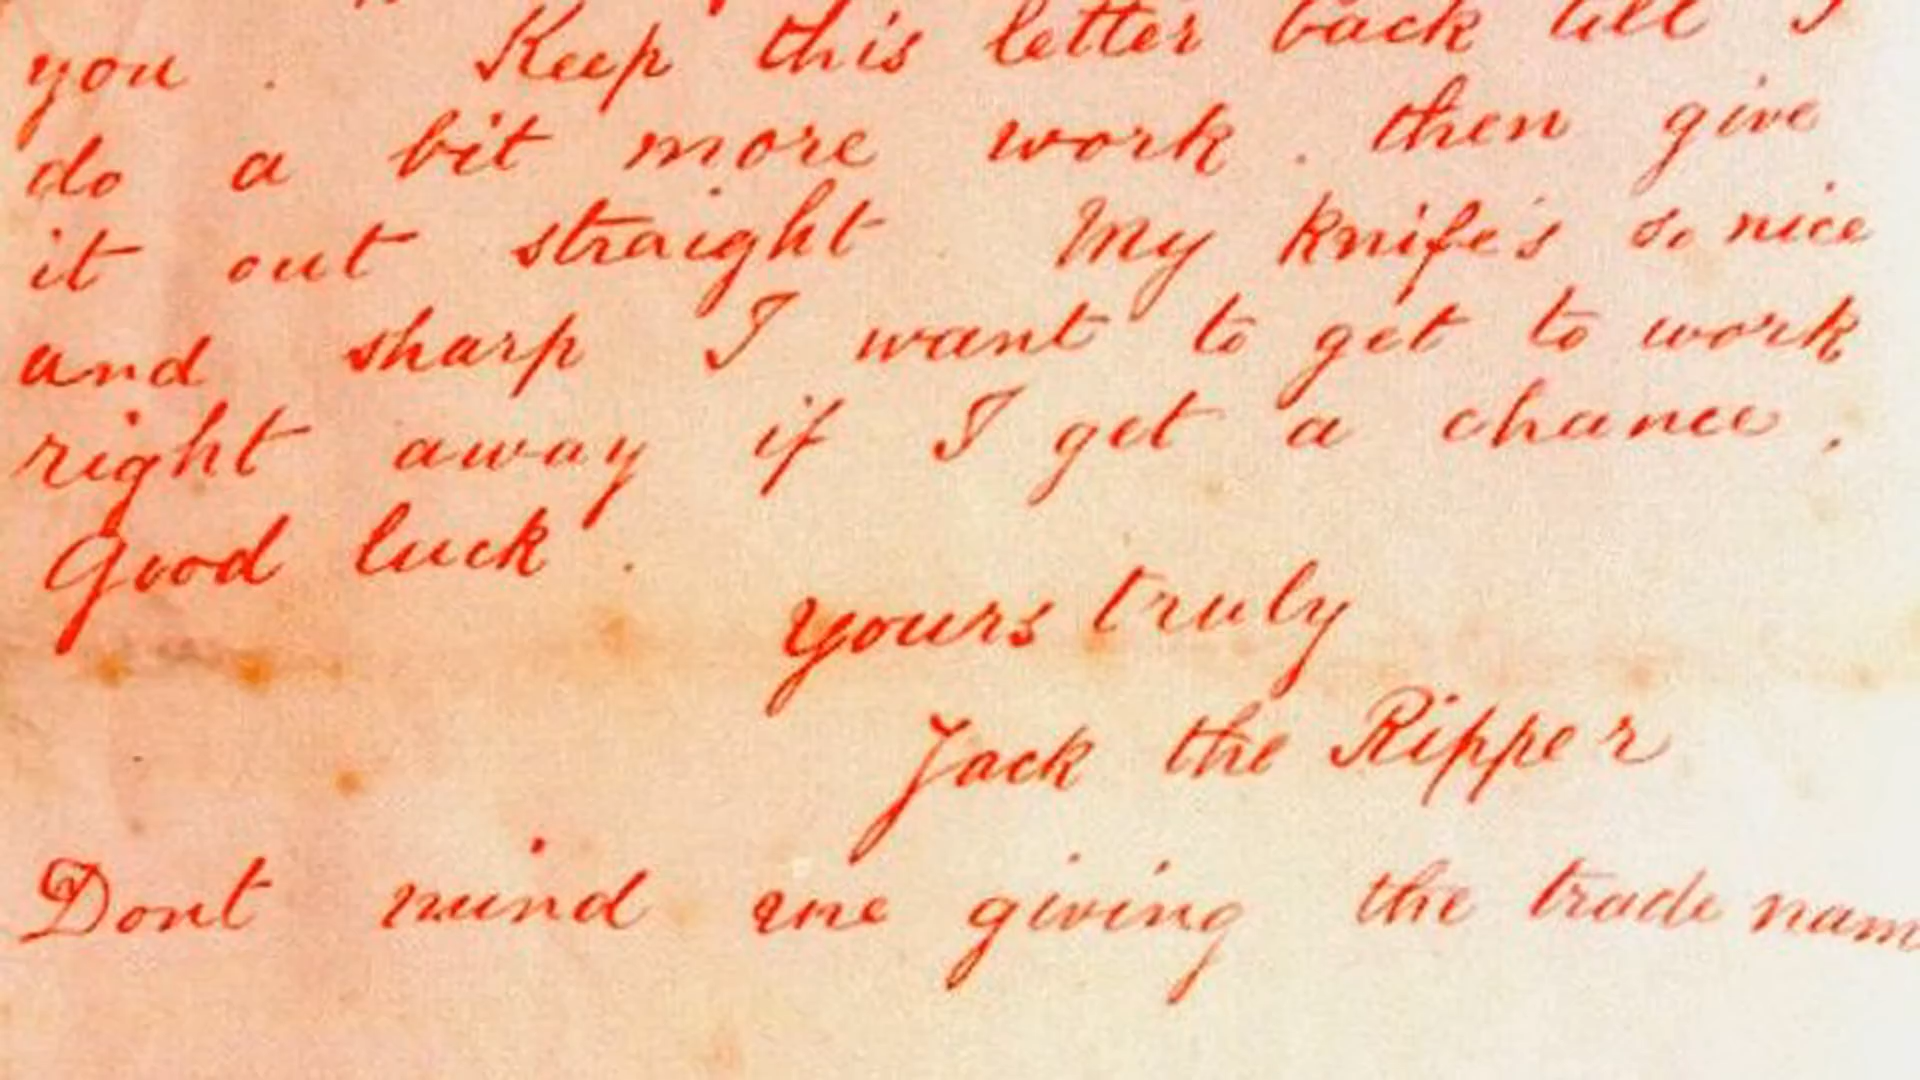 you . Keep this letter back till I
do a bit more work . then give
it out straight My knife's so nice
and sharp I want to get to work
right away if I get a chance .
Good luck .
yours truly
Jack the Ripper
Dont mind me giving the trade nam